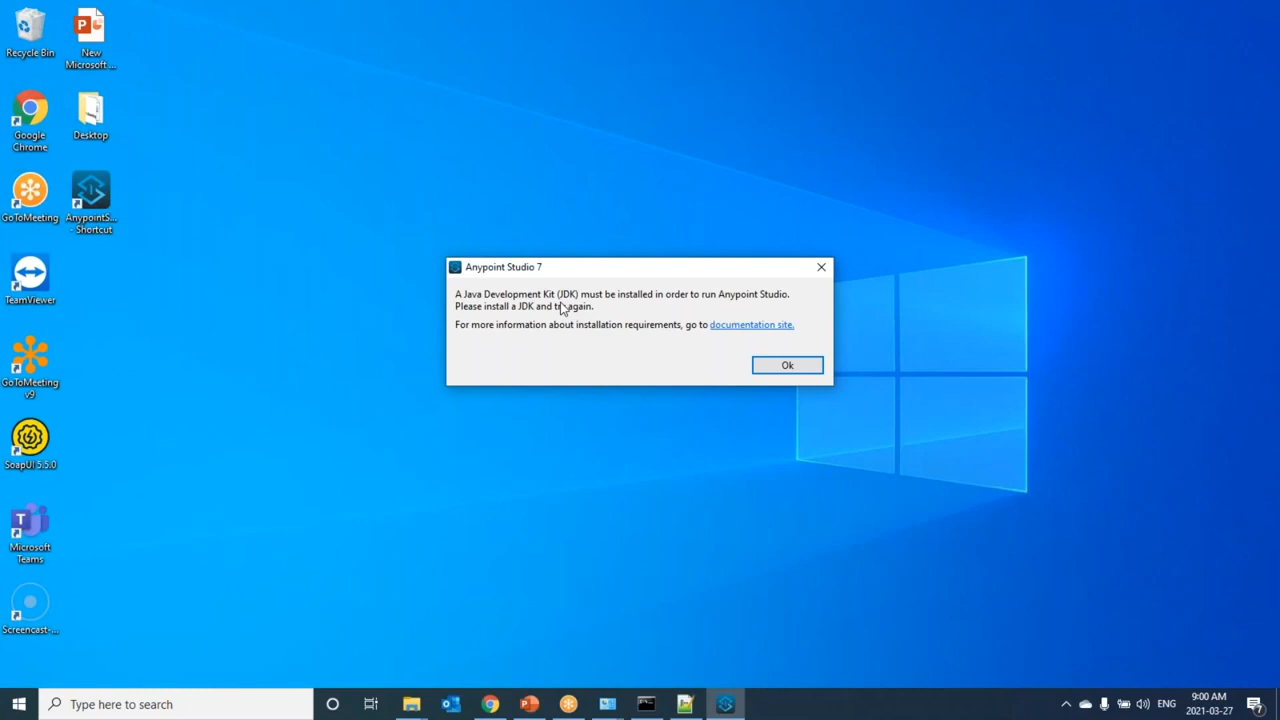 Recycle Bin
New
Microsoft ...
Google
Chrome
Desktop
GoToMeeting
AnypointS...
- Shortcut
TeamViewer
GoToMeeting
v9
SoapUI 5.5.0
Microsoft
Teams
Screencast-...
Anypoint Studio 7
A Java Development Kit (JDK) must be installed in order to run Anypoint Studio.
Please install a JDK and try again.
For more information about installation requirements, go to documentation site.
Ok
Type here to search
ENG
9:00 AM
2021-03-27